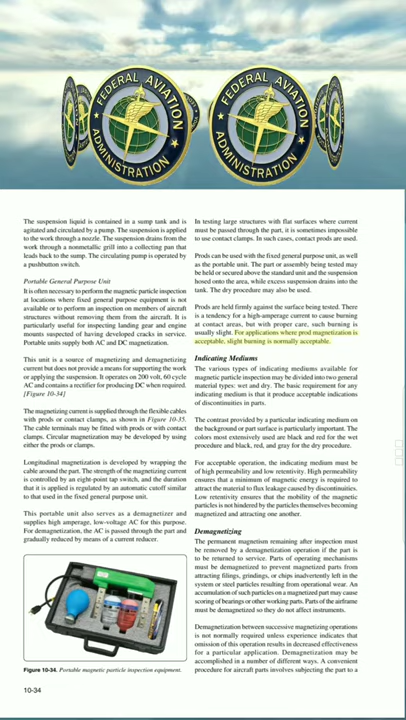 FEDERAL AVIATION
ADMINISTRATION
FEDERAL AVIATION
ADMINISTRATION
The suspension liquid is contained in a sump tank and is
agitated and circulated by a pump. The suspension is applied
to the work through a nozzle. The suspension drains from the
work through a nonmetallic grill into a collecting pan that
leads back to the sump. The circulating pump is operated by
a pushbutton switch.
Portable General Purpose Unit
It is often necessary to perform the magnetic particle inspection
at locations where fixed general purpose equipment is not
available or to perform an inspection on members of aircraft
structures without removing them from the aircraft. It is
particularly useful for inspecting landing gear and engine
mounts suspected of having developed cracks in service.
Portable units supply both AC and DC magnetization.
This unit is a source of magnetizing and demagnetizing
current but does not provide a means for supporting the work
or applying the suspension. It operates on 200 volt, 60 cycle
AC and contains a rectifier for producing DC when required.
[Figure 10-34]
The magnetizing current is supplied through the flexible cables
with prods or contact clamps, as shown in Figure 10-35.
The cable terminals may be fitted with prods or with contact
clamps. Circular magnetization may be developed by using
either the prods or clamps.
Longitudinal magnetization is developed by wrapping the
cable around the part. The strength of the magnetizing current
is controlled by an eight-point tap switch, and the duration
that it is applied is regulated by an automatic cutoff similar
to that used in the fixed general purpose unit.
This portable unit also serves as a demagnetizer and
supplies high amperage, low-voltage AC for this purpose.
For demagnetization, the AC is passed through the part and
gradually reduced by means of a current reducer.
Figure 10-34. Portable magnetic particle inspection equipment.
10-34
In testing large structures with flat surfaces where current
must be passed through the part, it is sometimes impossible
to use contact clamps. In such cases, contact prods are used.
Prods can be used with the fixed general purpose unit, as well
as the portable unit. The part or assembly being tested may
be held or secured above the standard unit and the suspension
hosed onto the area, while excess suspension drains into the
tank. The dry procedure may also be used.
Prods are held firmly against the surface being tested. There
is a tendency for a high-amperage current to cause burning
at contact areas, but with proper care, such burning is
usually slight. For applications where prod magnetization is
acceptable, slight burning is normally acceptable.
Indicating Mediums
The various types of indicating mediums available for
magnetic particle inspection may be divided into two general
material types: wet and dry. The basic requirement for any
indicating medium is that it produce acceptable indications
of discontinuities in parts.
The contrast provided by a particular indicating medium on
the background or part surface is particularly important. The
colors most extensively used are black and red for the wet
procedure and black, red, and gray for the dry procedure.
For acceptable operation, the indicating medium must be
of high permeability and low retentivity. High permeability
ensures that a minimum of magnetic energy is required to
attract the material to flux leakage caused by discontinuities.
Low retentivity ensures that the mobility of the magnetic
particles is not hindered by the particles themselves becoming
magnetized and attracting one another.
Demagnetizing
The permanent magnetism remaining after inspection must
be removed by a demagnetization operation if the part is
to be returned to service. Parts of operating mechanisms
must be demagnetized to prevent magnetized parts from
attracting filings, grindings, or chips inadvertently left in the
system or steel particles resulting from operational wear. An
accumulation of such particles on a magnetized part may cause
scoring of bearings or other working parts. Parts of the airframe
must be demagnetized so they do not affect instruments.
Demagnetization between successive magnetizing operations
is not normally required unless experience indicates that
omission of this operation results in decreased effectiveness
for a particular application. Demagnetization may be
accomplished in a number of different ways. A convenient
procedure for aircraft parts involves subjecting the part to a